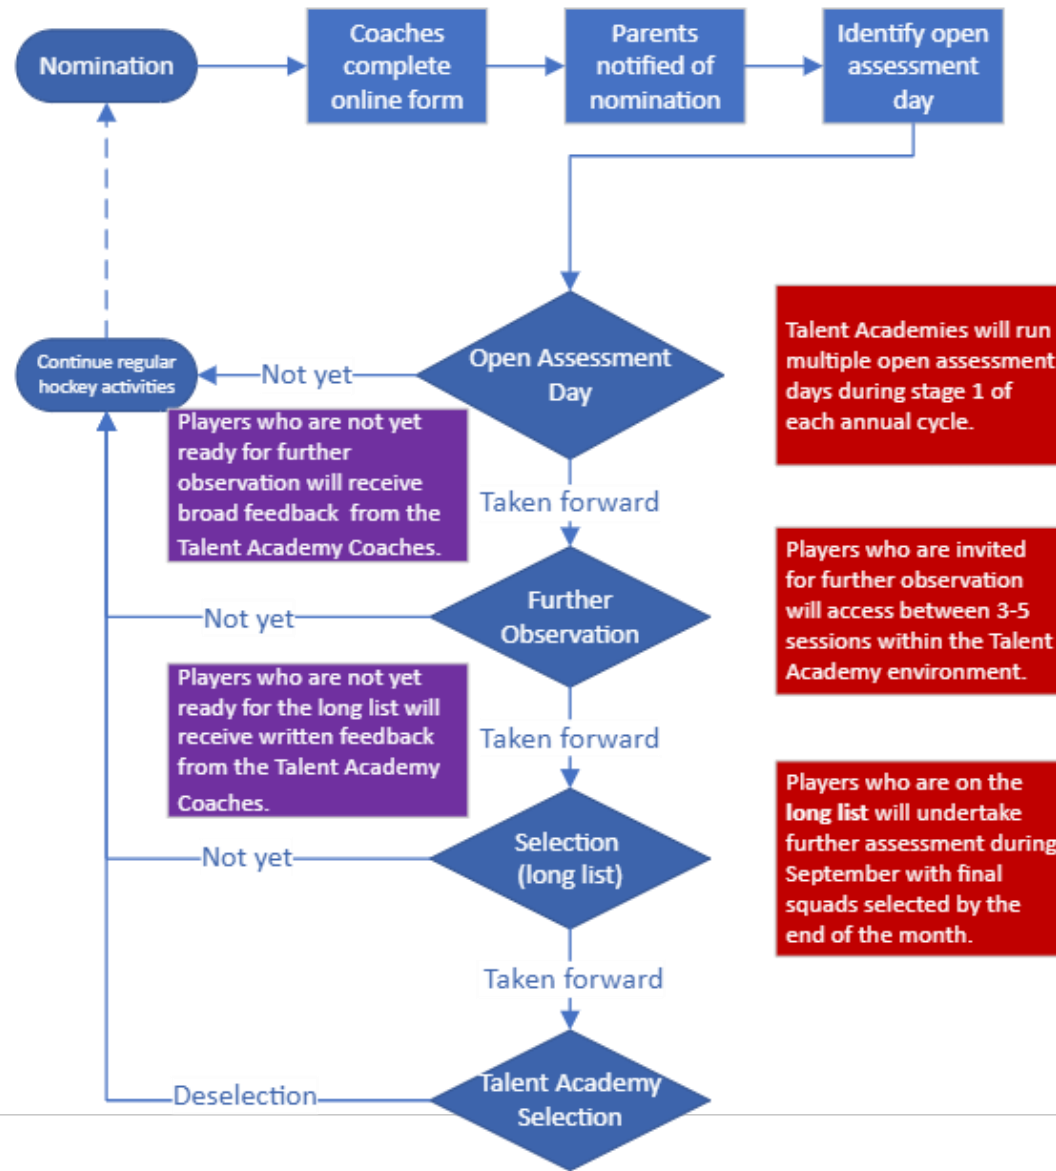 Nomination
Coaches
complete
online form
Parents
notified of
nomination
Identify open
assessment
day
Open Assessment
Day
Talent Academies will run
multiple open assessment
days during stage 1 of
each annual cycle.
Continue regular
hockey activities
Not yet
Players who are not yet
ready for further
observation will receive
broad feedback from the
Talent Academy Coaches.
Taken forward
Further
Observation
Players who are invited
for further observation
will access between 3-5
sessions within the Talent
Academy environment.
Not yet
Players who are not yet
ready for the long list will
receive written feedback
from the Talent Academy
Coaches.
Taken forward
Selection
(long list)
Players who are on the
long list will undertake
further assessment during
September with final
squads selected by the
end of the month.
Not yet
Taken forward
Talent Academy
Selection
Deselection